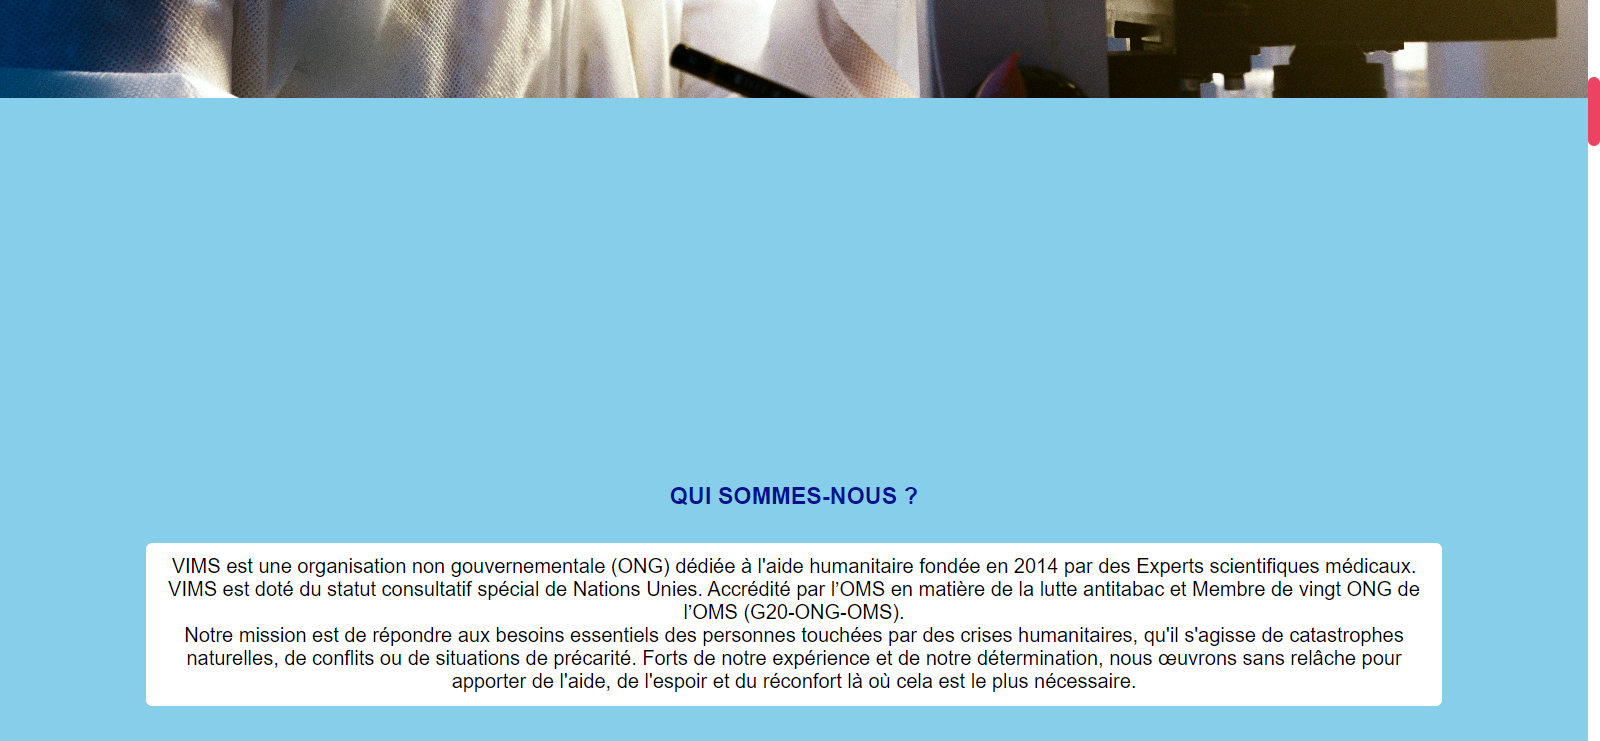 QUI SOMMES-NOUS ?
VIMS est une organisation non gouvernementale (ONG) dédiée à l'aide humanitaire fondée en 2014 par des Experts scientifiques médicaux.
VIMS est doté du statut consultatif spécial de Nations Unies. Accrédité par l’OMS en matière de la lutte antitabac et Membre de vingt ONG de
l’OMS (G20-ONG-OMS).
Notre mission est de répondre aux besoins essentiels des personnes touchées par des crises humanitaires, qu'il s'agisse de catastrophes
naturelles, de conflits ou de situations de précarité. Forts de notre expérience et de notre détermination, nous œuvrons sans relâche pour
apporter de l'aide, de l'espoir et du réconfort là où cela est le plus nécessaire.